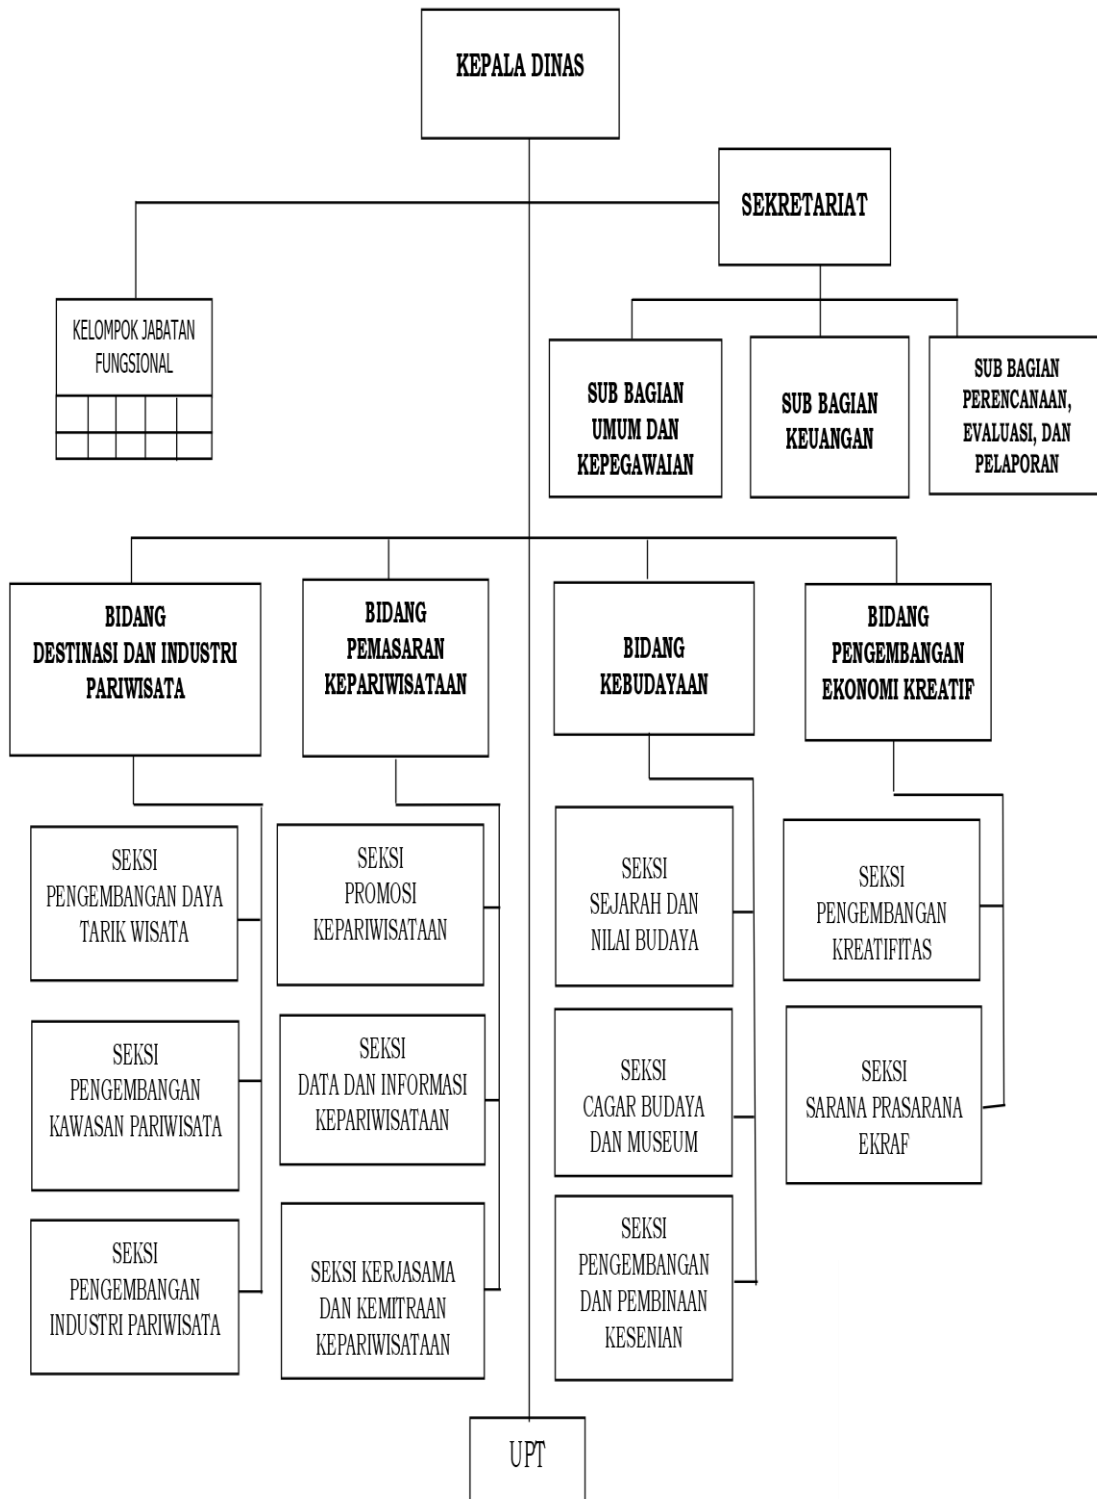 KEPALA DINAS
SEKRETARIAT
KELOMPOK JABATAN
FUNGSIONAL
SUB BAGIAN
UMUM DAN
KEPEGAWAIAN
SUB BAGIAN
KEUANGAN
SUB BAGIAN
PERENCANAAN,
EVALUASI, DAN
PELAPORAN
BIDANG
DESTINASI DAN INDUSTRI
PARIWISATA
BIDANG
PEMASARAN
KEPARIWISATAAN
BIDANG
KEBUDAYAAN
BIDANG
PENGEMBANGAN
EKONOMI KREATIF
SEKSI
PENGEMBANGAN DAYA
TARIK WISATA
SEKSI
PROMOSI
KEPARIWISATAAN
SEKSI
SEJARAH DAN
NILAI BUDAYA
SEKSI
PENGEMBANGAN
KREATIFITAS
SEKSI
PENGEMBANGAN
KAWASAN PARIWISATA
SEKSI
DATA DAN INFORMASI
KEPARIWISATAAN
SEKSI
CAGAR BUDAYA
DAN MUSEUM
SEKSI
SARANA PRASARANA
EKRAF
SEKSI
PENGEMBANGAN
INDUSTRI PARIWISATA
SEKSI KERJASAMA
DAN KEMITRAAN
KEPARIWISATAAN
SEKSI
PENGEMBANGAN
DAN PEMBINAAN
KESENIAN
UPT